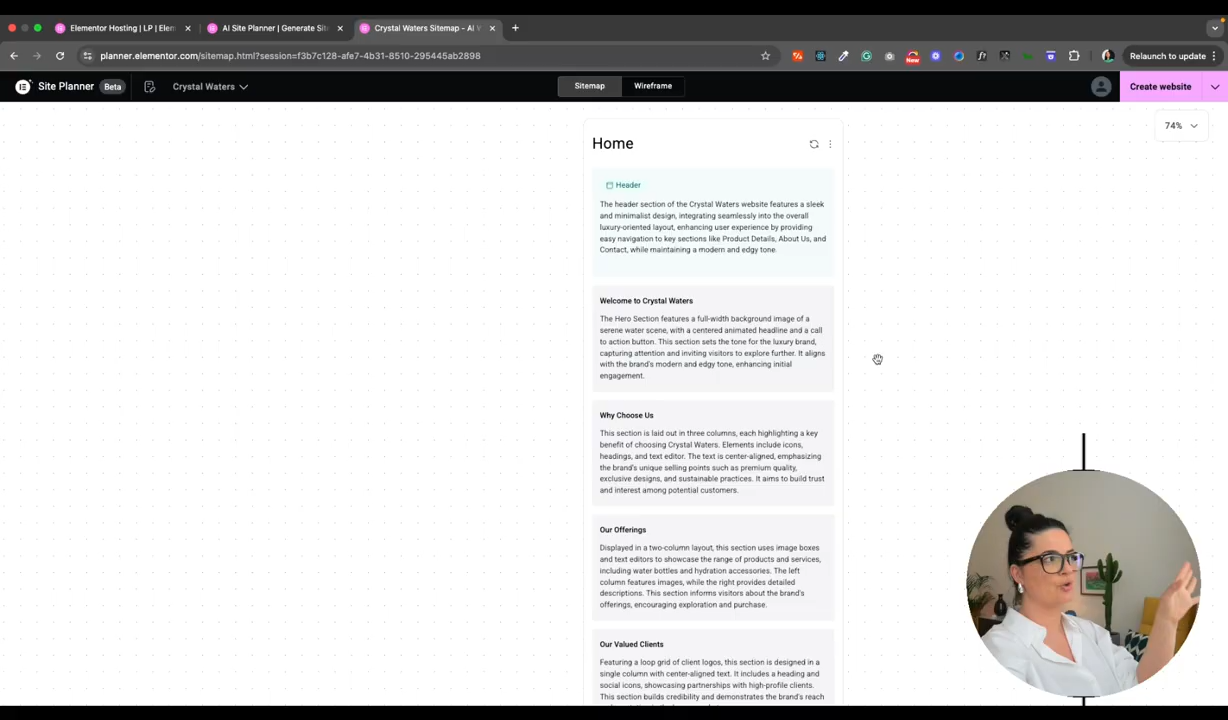 Elementor Hosting | LP | Elem
AI Site Planner | Generate Sit
Crystal Waters Sitemap - AI
planner.elementor.com/sitemap.html?session=f3b7c128-afe7-4b31-8510-295445ab2898
New
Relaunch to update
Site Planner
Beta
Crystal Waters
Sitemap
Wireframe
Create website
74%
Home
Header
The header section of the Crystal Waters website features a sleek
and minimalist design, integrating seamlessly into the overall
luxury-oriented layout, enhancing user experience by providing
easy navigation to key sections like Product Details, About Us, and
Contact, while maintaining a modern and edgy tone.
Welcome to Crystal Waters
The Hero Section features a full-width background image of a
serene water scene, with a centered animated headline and a call
to action button. This section sets the tone for the luxury brand,
capturing attention and inviting visitors to explore further. It aligns
with the brand's modern and edgy tone, enhancing initial
engagement.
Why Choose Us
This section is laid out in three columns, each highlighting a key
benefit of choosing Crystal Waters. Elements include icons,
headings, and text editor. The text is center-aligned, emphasizing
the brand's unique selling points such as premium quality,
exclusive designs, and sustainable practices. It aims to build trust
and interest among potential customers.
Our Offerings
Displayed in a two-column layout, this section uses image boxes
and text editors to showcase the range of products and services,
including water bottles and hydration accessories. The left
column features images, while the right provides detailed
descriptions. This section informs visitors about the brand's
offerings, encouraging exploration and purchase.
Our Valued Clients
Featuring a loop grid of client logos, this section is designed in a
single column with center-aligned text. It includes a heading and
social icons, showcasing partnerships with high-profile clients.
This section builds credibility and demonstrates the brand's reach